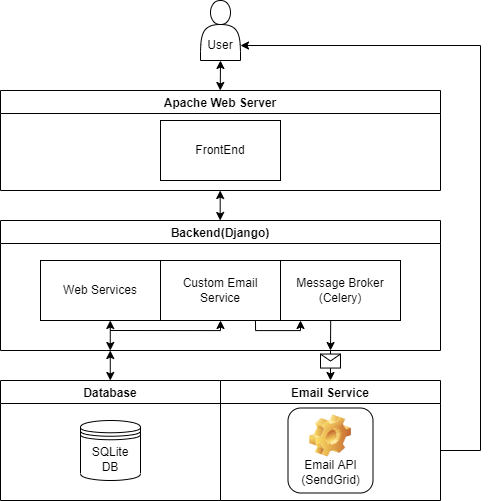 User
Apache Web Server
FrontEnd
Backend(Django)
Web Services
Custom Email
Service
Message Broker
(Celery)
Database
Email Service
SQLite
DB
Email API
(SendGrid)